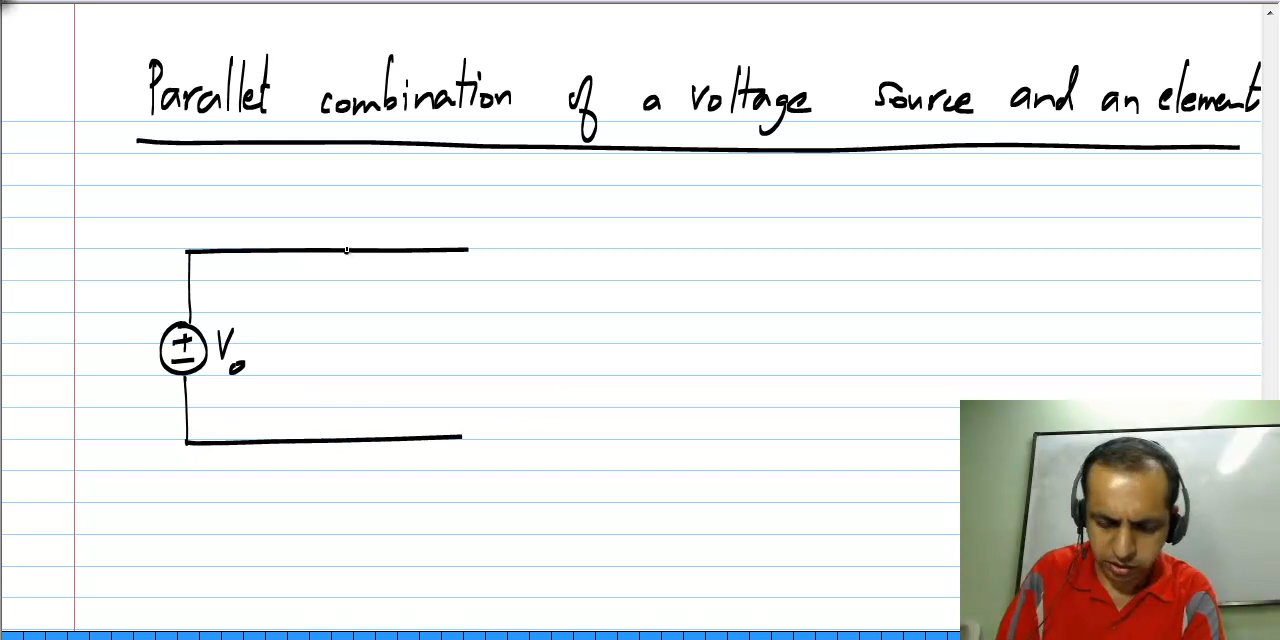 Parallel combination of a voltage source and an element
+
-
V₀